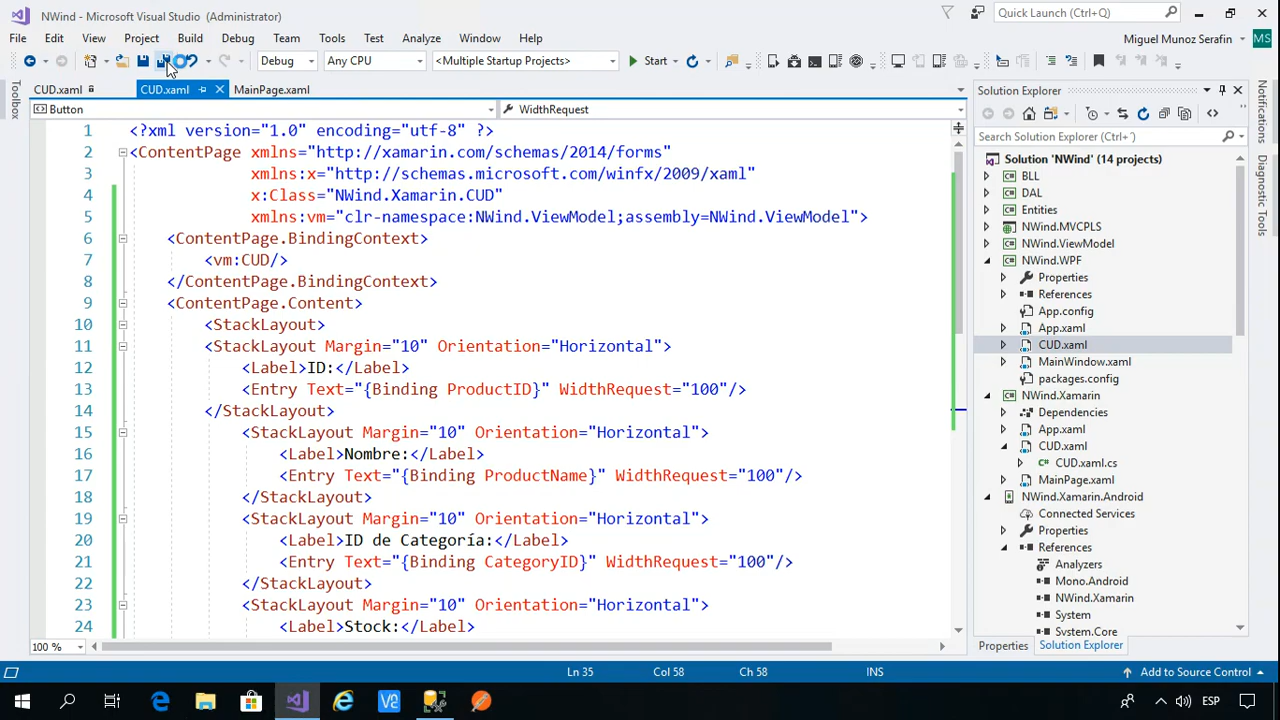 NWind - Microsoft Visual Studio (Administrator)
Quick Launch (Ctrl+Q)
File Edit View Project Build Debug Team Tools Test Analyze Window Help
Miguel Munoz Serafin MS
Debug Any CPU <Multiple Startup Projects> Start
CUD.xaml CUD.xaml MainPage.xaml
Button WidthRequest
1 <?xml version="1.0" encoding="utf-8" ?>
2 <ContentPage xmlns="http://xamarin.com/schemas/2014/forms"
3 xmlns:x="http://schemas.microsoft.com/winfx/2009/xaml"
4 x:Class="NWind.Xamarin.CUD"
5 xmlns:vm="clr-namespace:NWind.ViewModel;assembly=NWind.ViewModel">
6 <ContentPage.BindingContext>
7 <vm:CUD/>
8 </ContentPage.BindingContext>
9 <ContentPage.Content>
10 <StackLayout>
11 <StackLayout Margin="10" Orientation="Horizontal">
12 <Label>ID:</Label>
13 <Entry Text="{Binding ProductID}" WidthRequest="100"/>
14 </StackLayout>
15 <StackLayout Margin="10" Orientation="Horizontal">
16 <Label>Nombre:</Label>
17 <Entry Text="{Binding ProductName}" WidthRequest="100"/>
18 </StackLayout>
19 <StackLayout Margin="10" Orientation="Horizontal">
20 <Label>ID de Categoría:</Label>
21 <Entry Text="{Binding CategoryID}" WidthRequest="100"/>
22 </StackLayout>
23 <StackLayout Margin="10" Orientation="Horizontal">
24 <Label>Stock:</Label>
100 %
Toolbox
Solution Explorer
Search Solution Explorer (Ctrl+´)
Solution 'NWind' (14 projects)
BLL
DAL
Entities
NWind.MVCPLS
NWind.ViewModel
NWind.WPF
Properties
References
App.config
App.xaml
CUD.xaml
MainWindow.xaml
packages.config
NWind.Xamarin
Dependencies
App.xaml
CUD.xaml
CUD.xaml.cs
MainPage.xaml
NWind.Xamarin.Android
Connected Services
Properties
References
Analyzers
Mono.Android
NWind.Xamarin
System
System.Core
Properties Solution Explorer
Notifications
Diagnostic Tools
Ln 35 Col 58 Ch 58 INS Add to Source Control
ESP